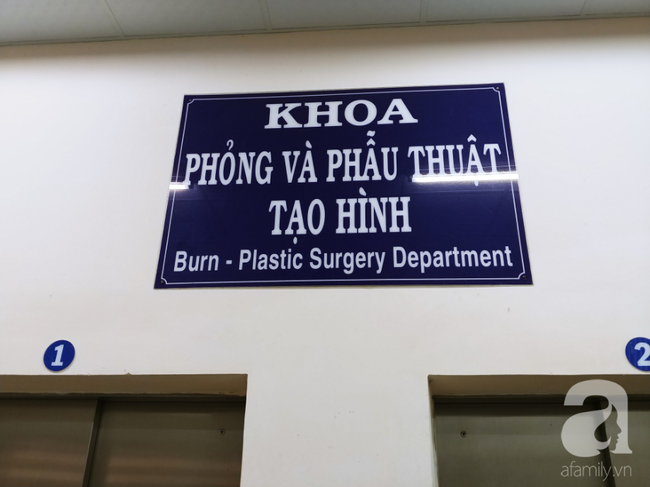 KHOA
PHỎNG VÀ PHẪU THUẬT
TẠO HÌNH
Burn - Plastic Surgery Department
1
2
a
afamily.vn